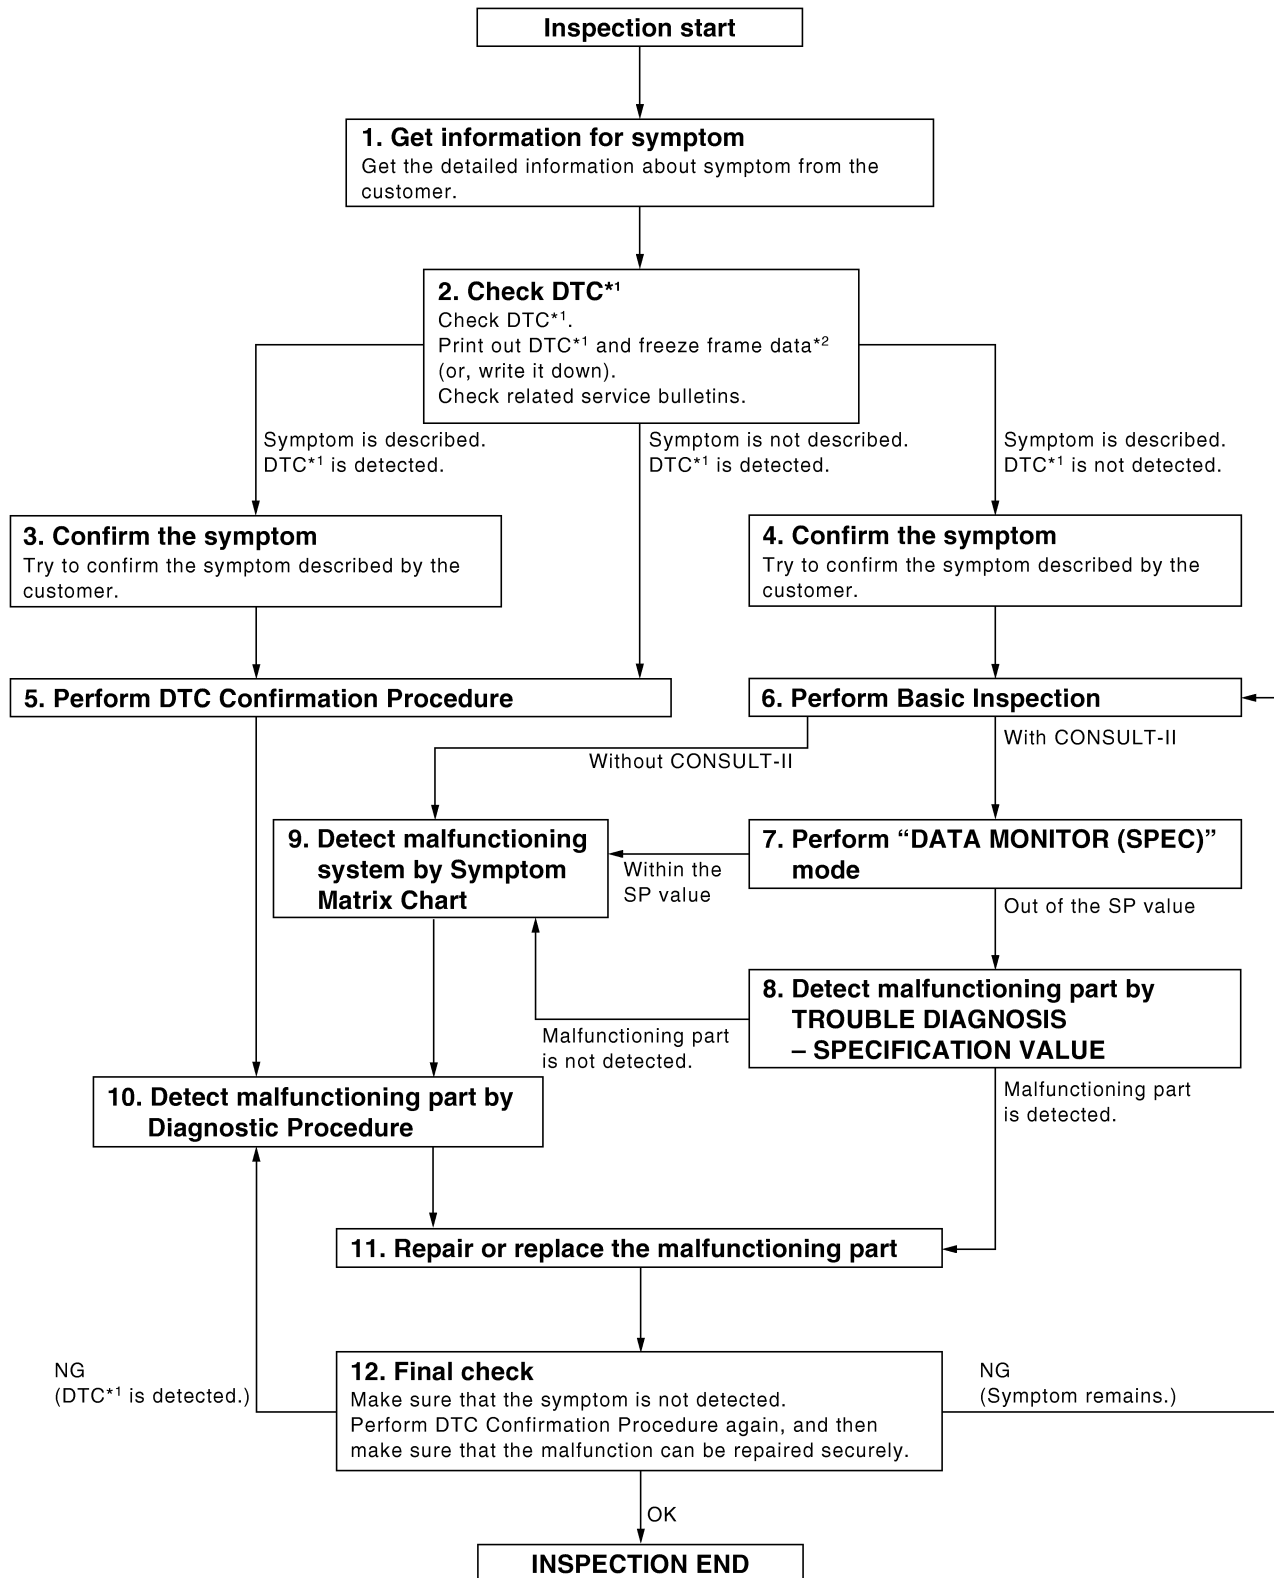 Inspection start
1. Get information for symptom
Get the detailed information about symptom from the
customer.
2. Check DTC*1
Check DTC*1.
Print out DTC*1 and freeze frame data*2
(or, write it down).
Check related service bulletins.
Symptom is described.
DTC*1 is detected.
Symptom is not described.
DTC*1 is detected.
Symptom is described.
DTC*1 is not detected.
3. Confirm the symptom
Try to confirm the symptom described by the
customer.
4. Confirm the symptom
Try to confirm the symptom described by the
customer.
5. Perform DTC Confirmation Procedure
6. Perform Basic Inspection
Without CONSULT-II
With CONSULT-II
9. Detect malfunctioning
system by Symptom
Matrix Chart
Within the
SP value
7. Perform “DATA MONITOR (SPEC)”
mode
Out of the SP value
8. Detect malfunctioning part by
TROUBLE DIAGNOSIS
– SPECIFICATION VALUE
Malfunctioning part
is not detected.
Malfunctioning part
is detected.
10. Detect malfunctioning part by
Diagnostic Procedure
11. Repair or replace the malfunctioning part
NG
(DTC*1 is detected.)
12. Final check
Make sure that the symptom is not detected.
Perform DTC Confirmation Procedure again, and then
make sure that the malfunction can be repaired securely.
NG
(Symptom remains.)
OK
INSPECTION END